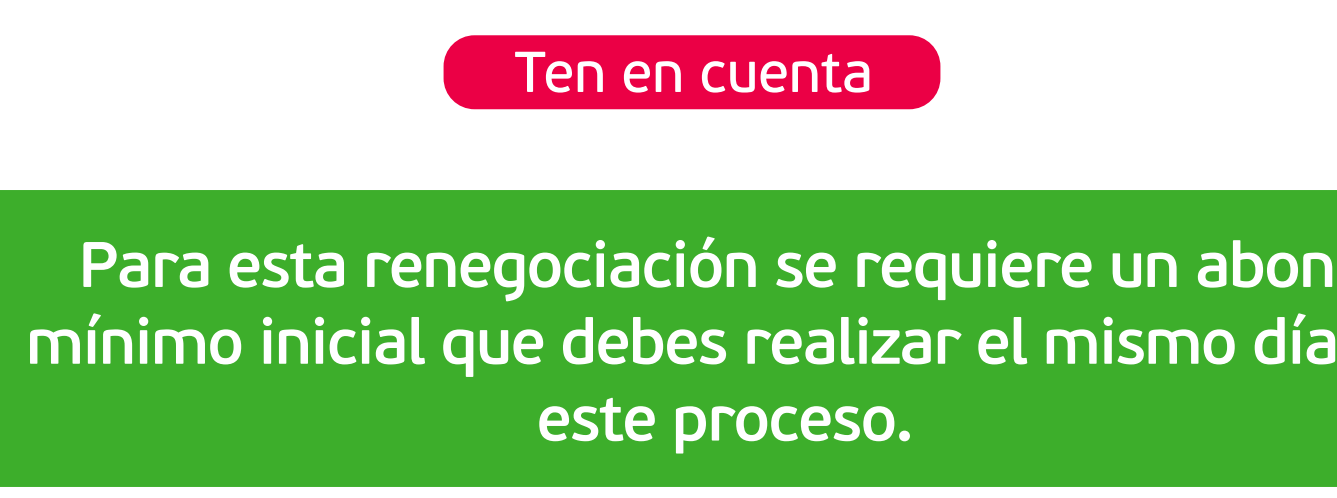 Ten en cuenta
Para esta renegociación se requiere un abon
mínimo inicial que debes realizar el mismo día
este proceso.